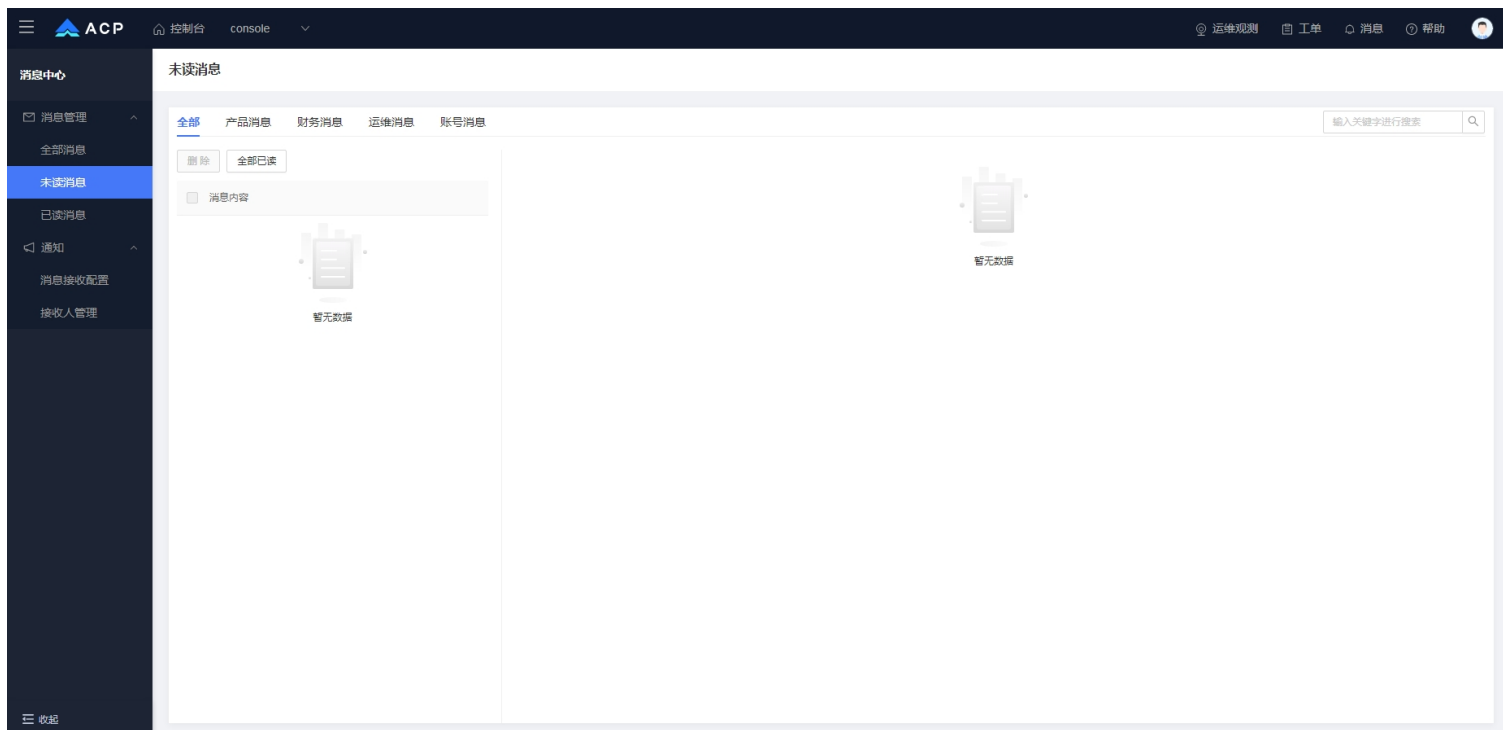 ACP 控制台 console 运维观测 工单 消息 帮助
消息中心
消息管理
全部消息
未读消息
已读消息
通知
消息接收配置
接收人管理
收起
未读消息
全部 产品消息 财务消息 运维消息 账号消息 输入关键字进行搜索
删除 全部已读
消息内容
暂无数据
暂无数据